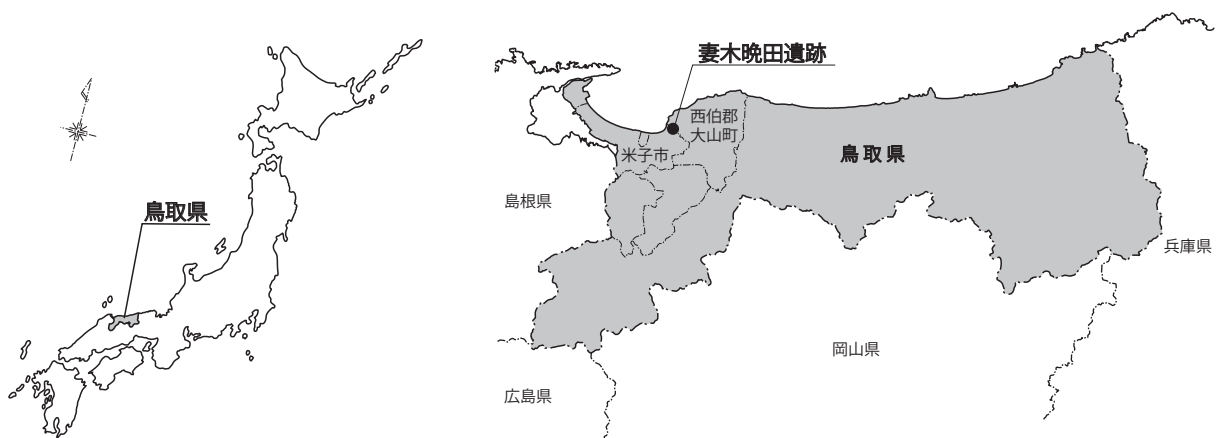 鳥取県
妻木晩田遺跡
西伯郡
大山町
米子市
鳥取県
島根県
兵庫県
岡山県
広島県